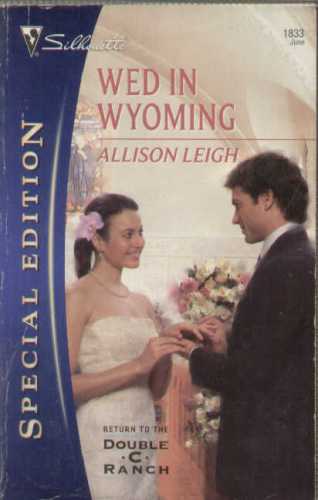 Silhouette
1833
June
WED IN
WYOMING
ALLISON LEIGH
SPECIAL EDITION
RETURN TO THE
DOUBLE
·C·
RANCH